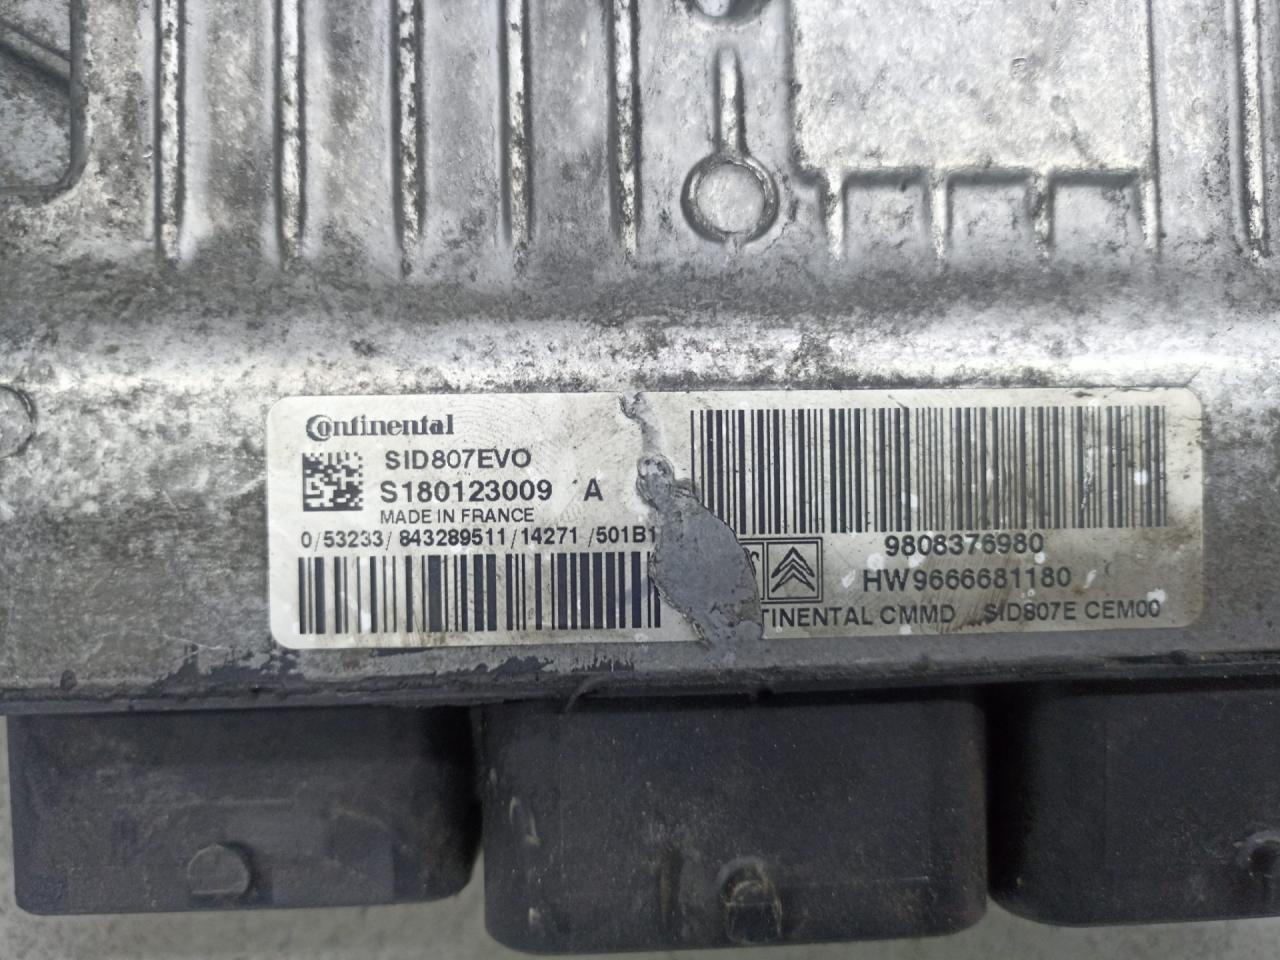 Continental
SID807EVO
S180123009 A
MADE IN FRANCE
0/53233/843289511/14271/501B1
9808376980
HW9666681180
TINENTAL CMMD SID807E CEM00